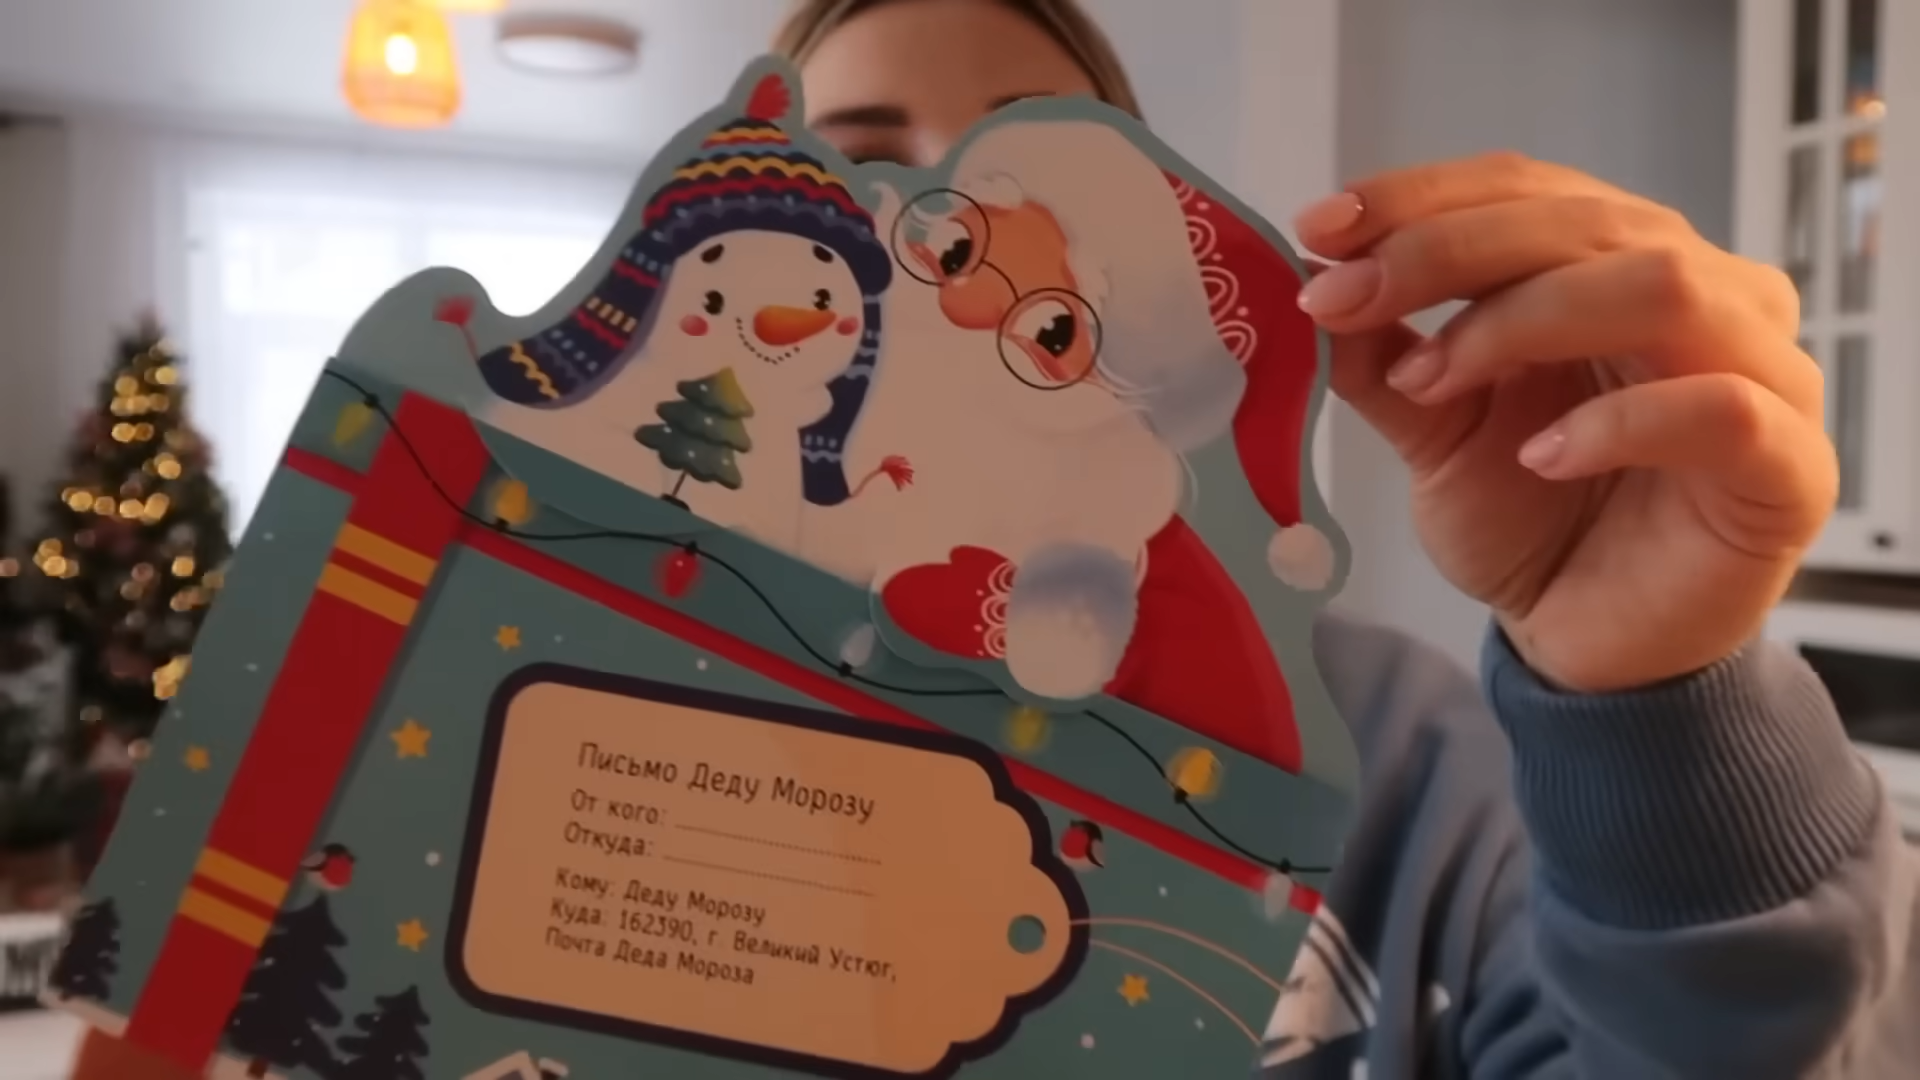 Письмо Деду Морозу
От кого:
Откуда:
Кому: Деду Морозу
Куда: 162390, г. Великий Устюг,
Почта Деда Мороза